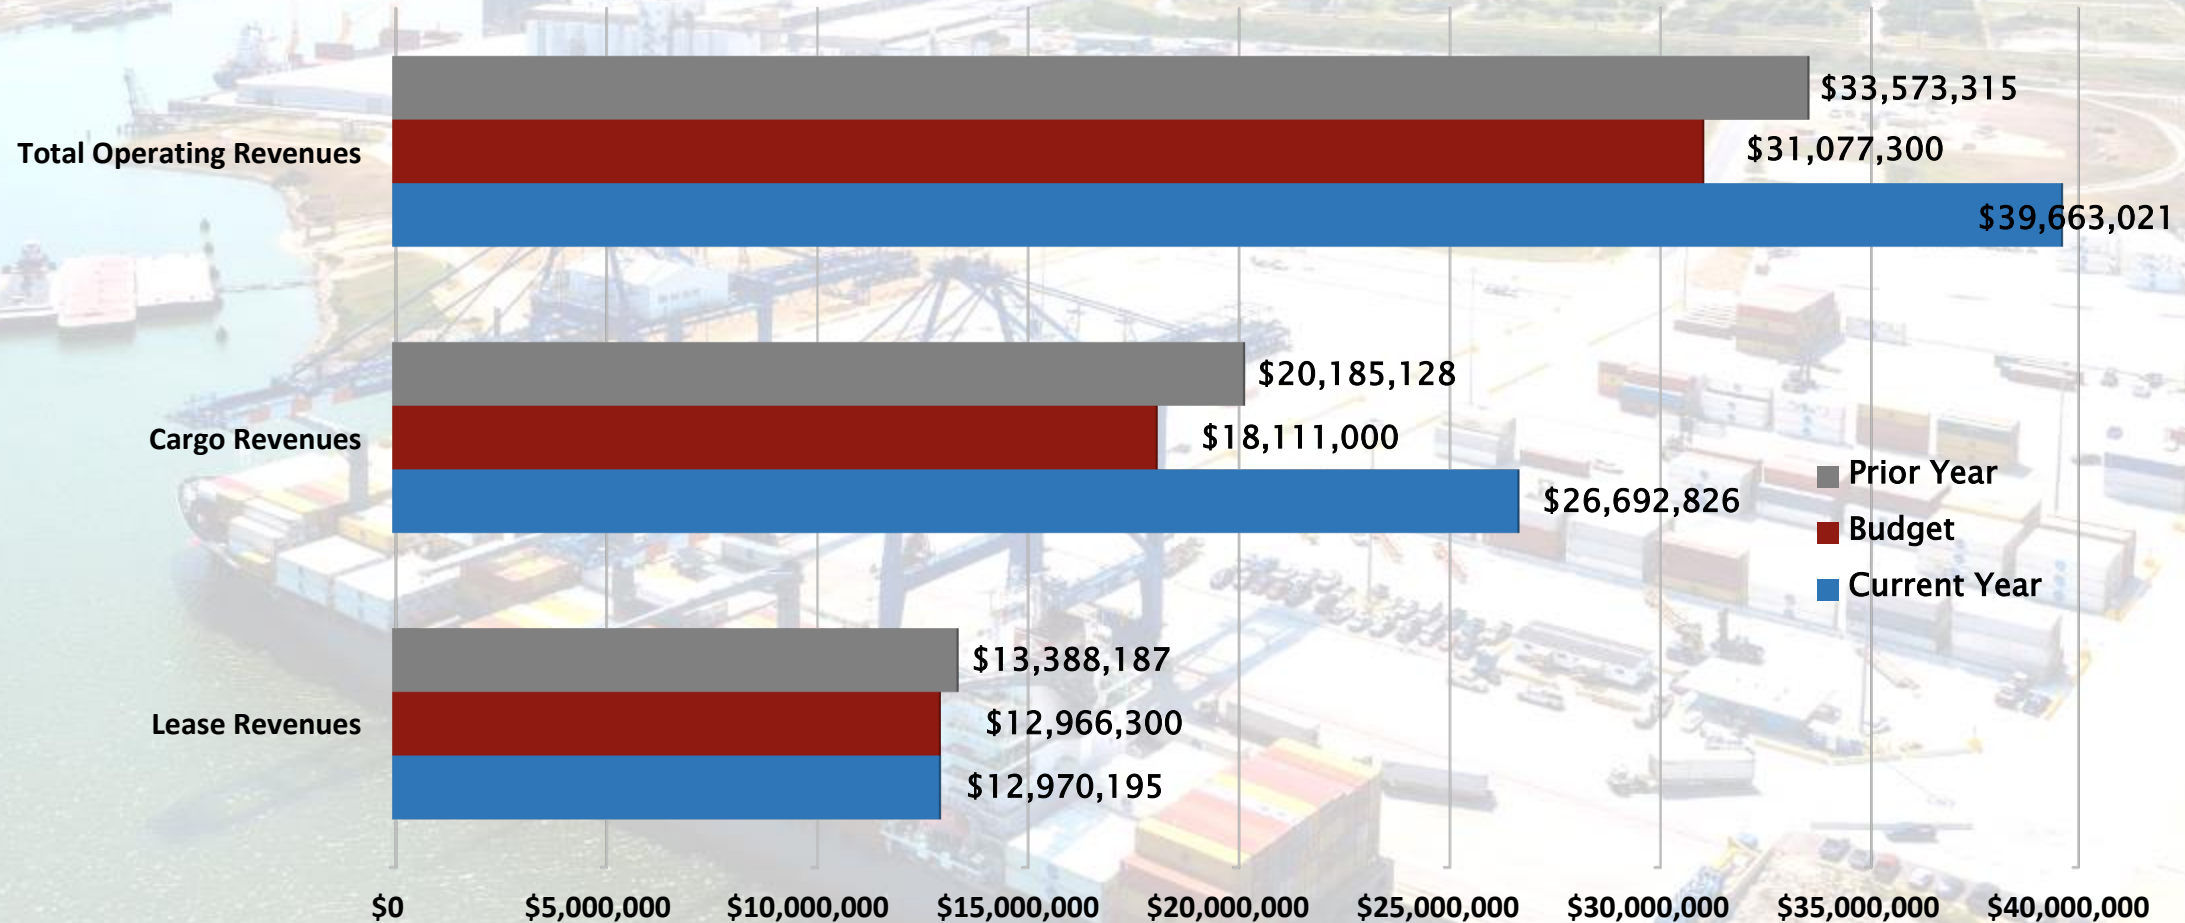 $33,573,315
Total Operating Revenues
$31,077,300
$39,663,021
$20,185,128
Cargo Revenues
$18,111,000
$26,692,826
Prior Year
Budget
Current Year
$13,388,187
Lease Revenues
$12,966,300
$12,970,195
$0 $5,000,000 $10,000,000 $15,000,000 $20,000,000 $25,000,000 $30,000,000 $35,000,000 $40,000,000